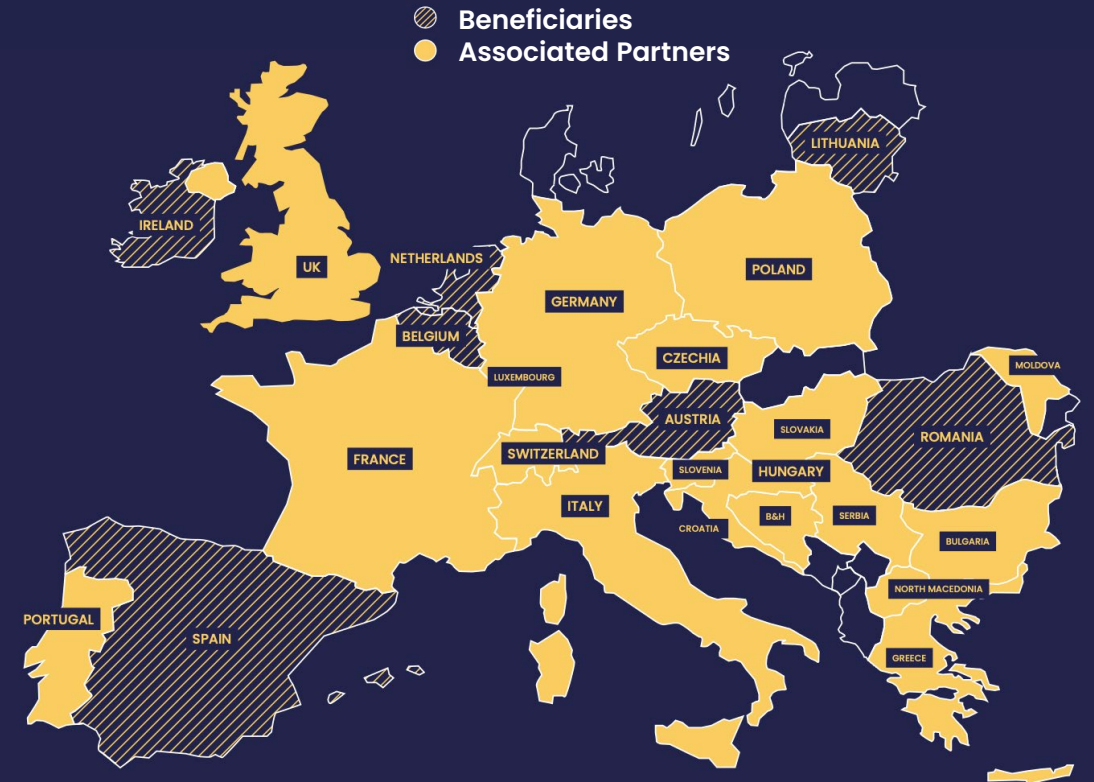 Beneficiaries
Associated Partners
LITHUANIA
IRELAND
UK
NETHERLANDS
POLAND
GERMANY
BELGIUM
CZECHIA
LUXEMBOURG
MOLDOVA
AUSTRIA
SLOVAKIA
ROMANIA
FRANCE
SWITZERLAND
SLOVENIA
HUNGARY
ITALY
B&H
SERBIA
CROATIA
BULGARIA
NORTH MACEDONIA
PORTUGAL
SPAIN
GREECE